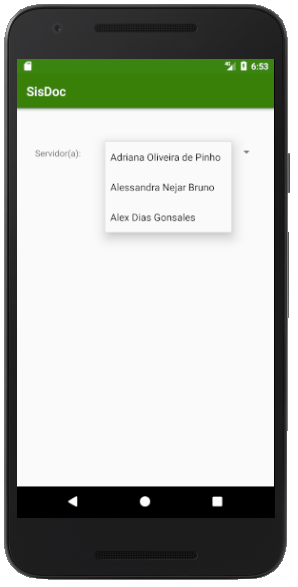 6:53
SisDoc
Servidor(a):
Adriana Oliveira de Pinho
Alessandra Nejar Bruno
Alex Dias Gonsales